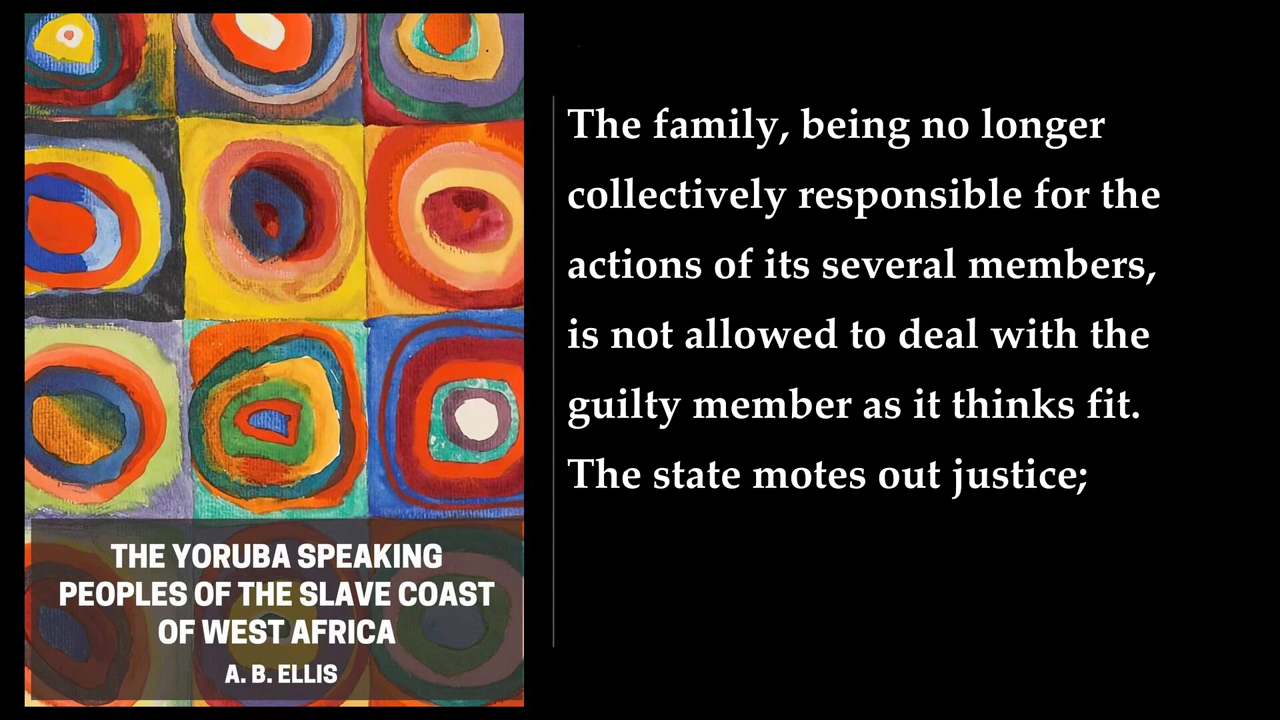 THE YORUBA SPEAKING
PEOPLES OF THE SLAVE COAST
OF WEST AFRICA
A. B. ELLIS
The family, being no longer
collectively responsible for the
actions of its several members,
is not allowed to deal with the
guilty member as it thinks fit.
The state motes out justice;